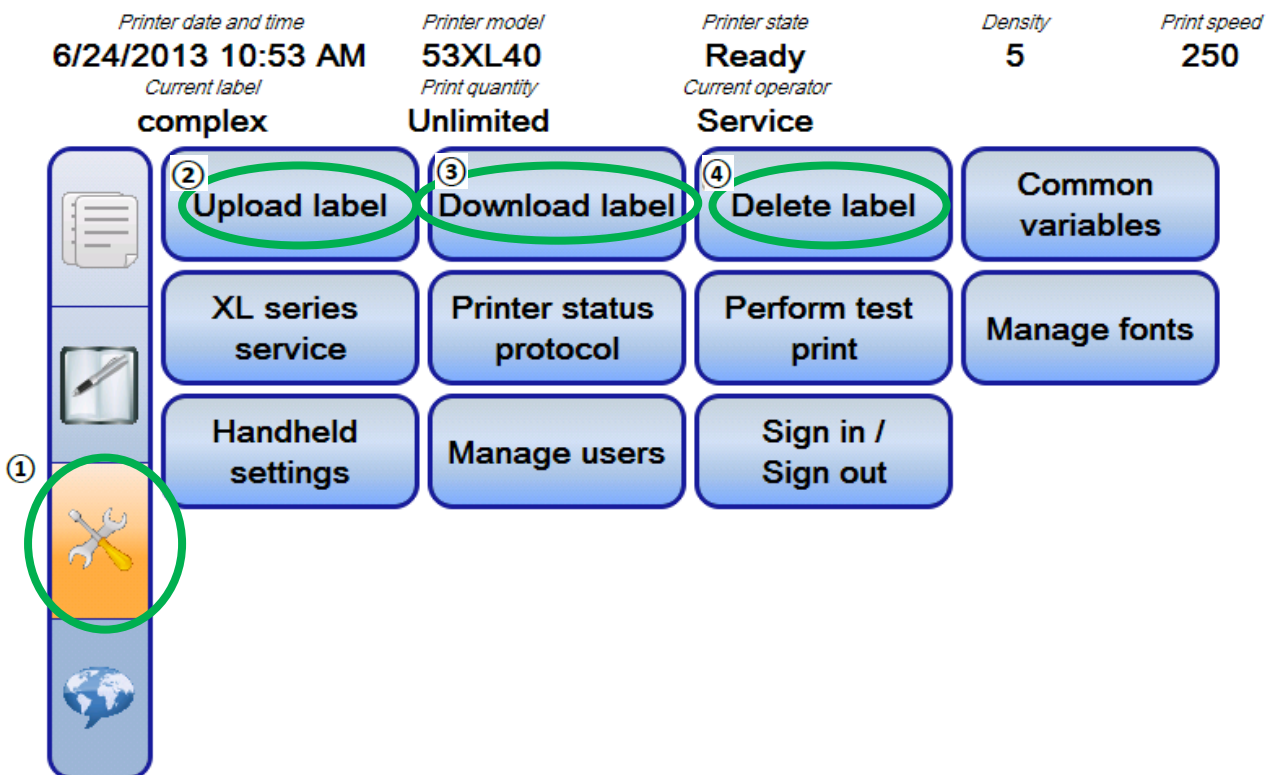 Printer date and time Printer model Printer state Density Print speed
6/24/2013 10:53 AM 53XL40 Ready 5 250
Current label Print quantity Current operator
complex Unlimited Service
② ③ ④
Upload label Download label Delete label Common
variables
XL series
service
Printer status
protocol
Perform test
print
Manage fonts
①
Handheld
settings
Manage users
Sign in /
Sign out